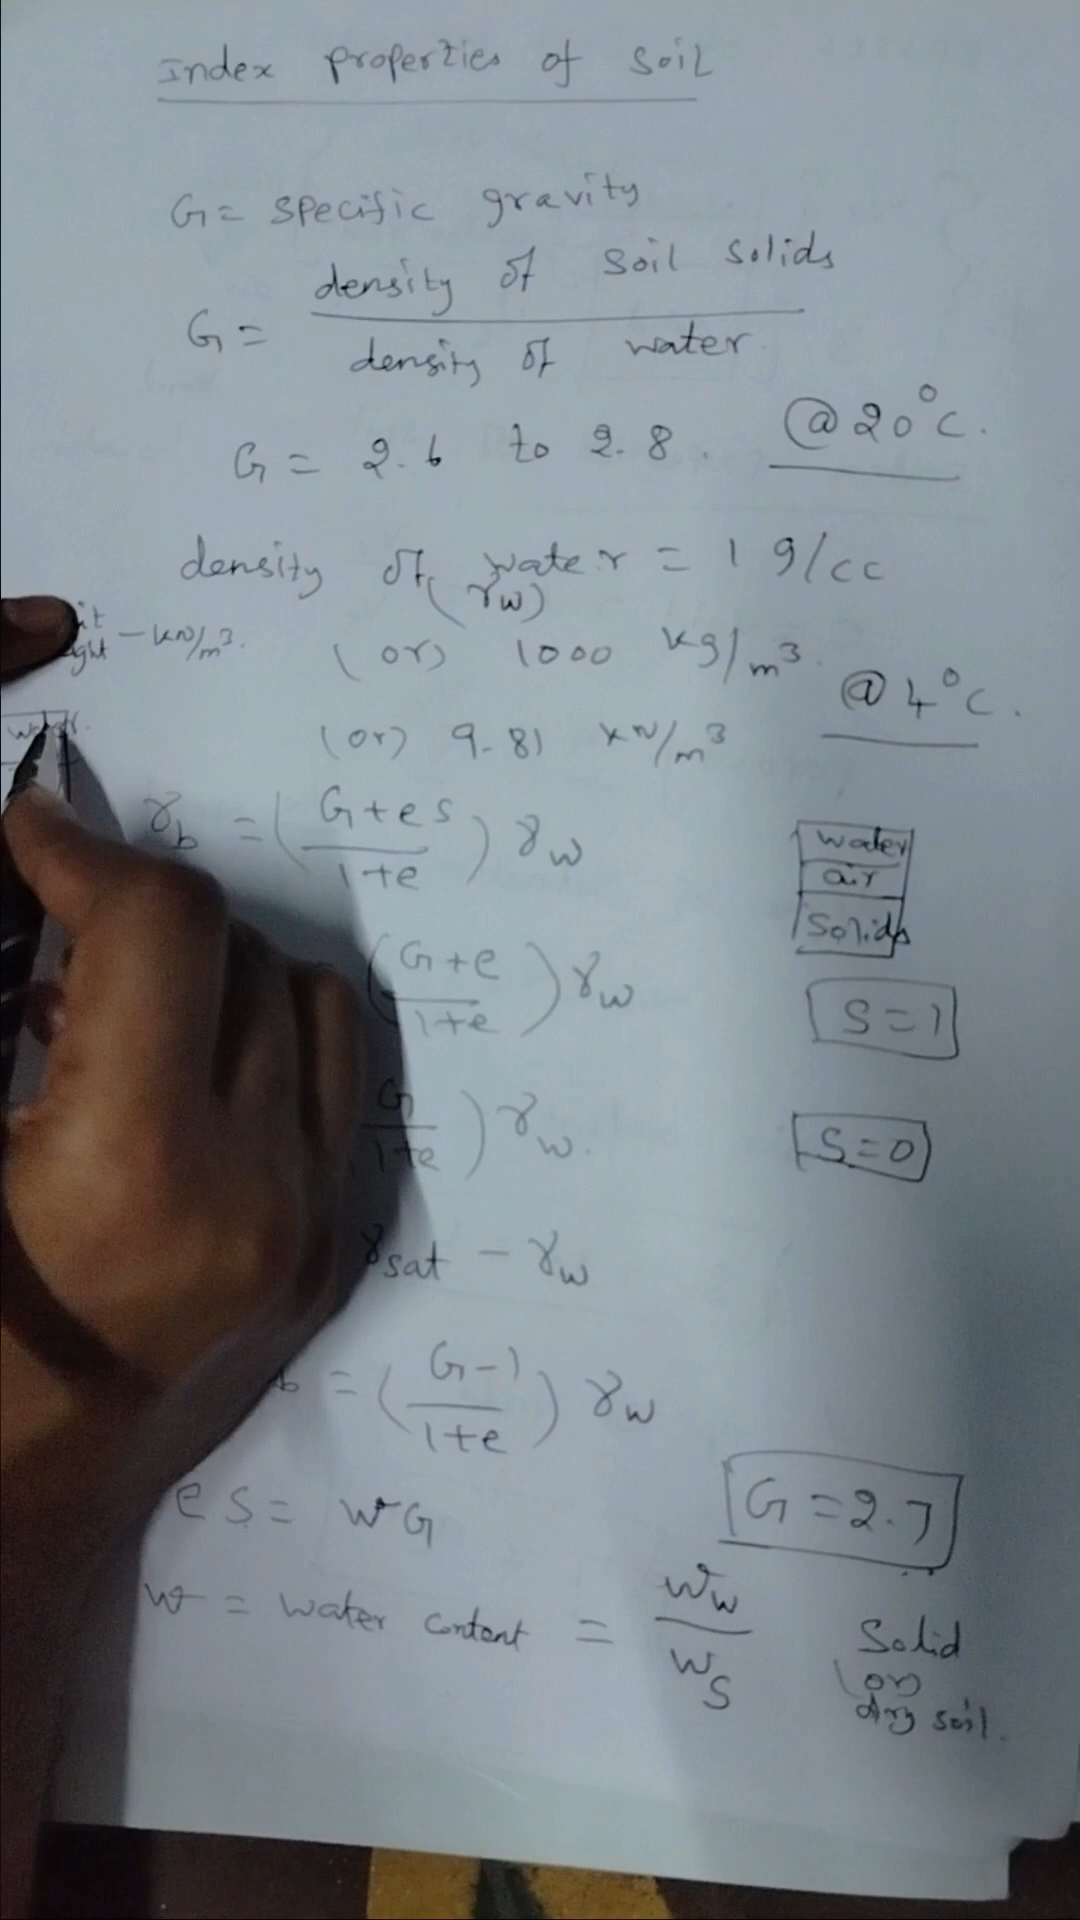 Index properties of soil
G = specific gravity
G = density of soil solids
density of water
G = 2.6 to 2.8. @ 20°C.
density of water = 1 g/cc
(γw)
(or) 1000 kg/m³.
- kN/m³.
@ 4°C.
(or) 9.81 kN/m³
γb = (G+es / 1+e) γw
water
air
Solids
(G+e / 1+e) γw
S=1
G / 1+e) γw.
S=0
γsat - γw
= (G-1 / 1+e) γw
es = wG
G = 2.7
w = water content = Ww / Ws
Solid
(or)
dry soil.